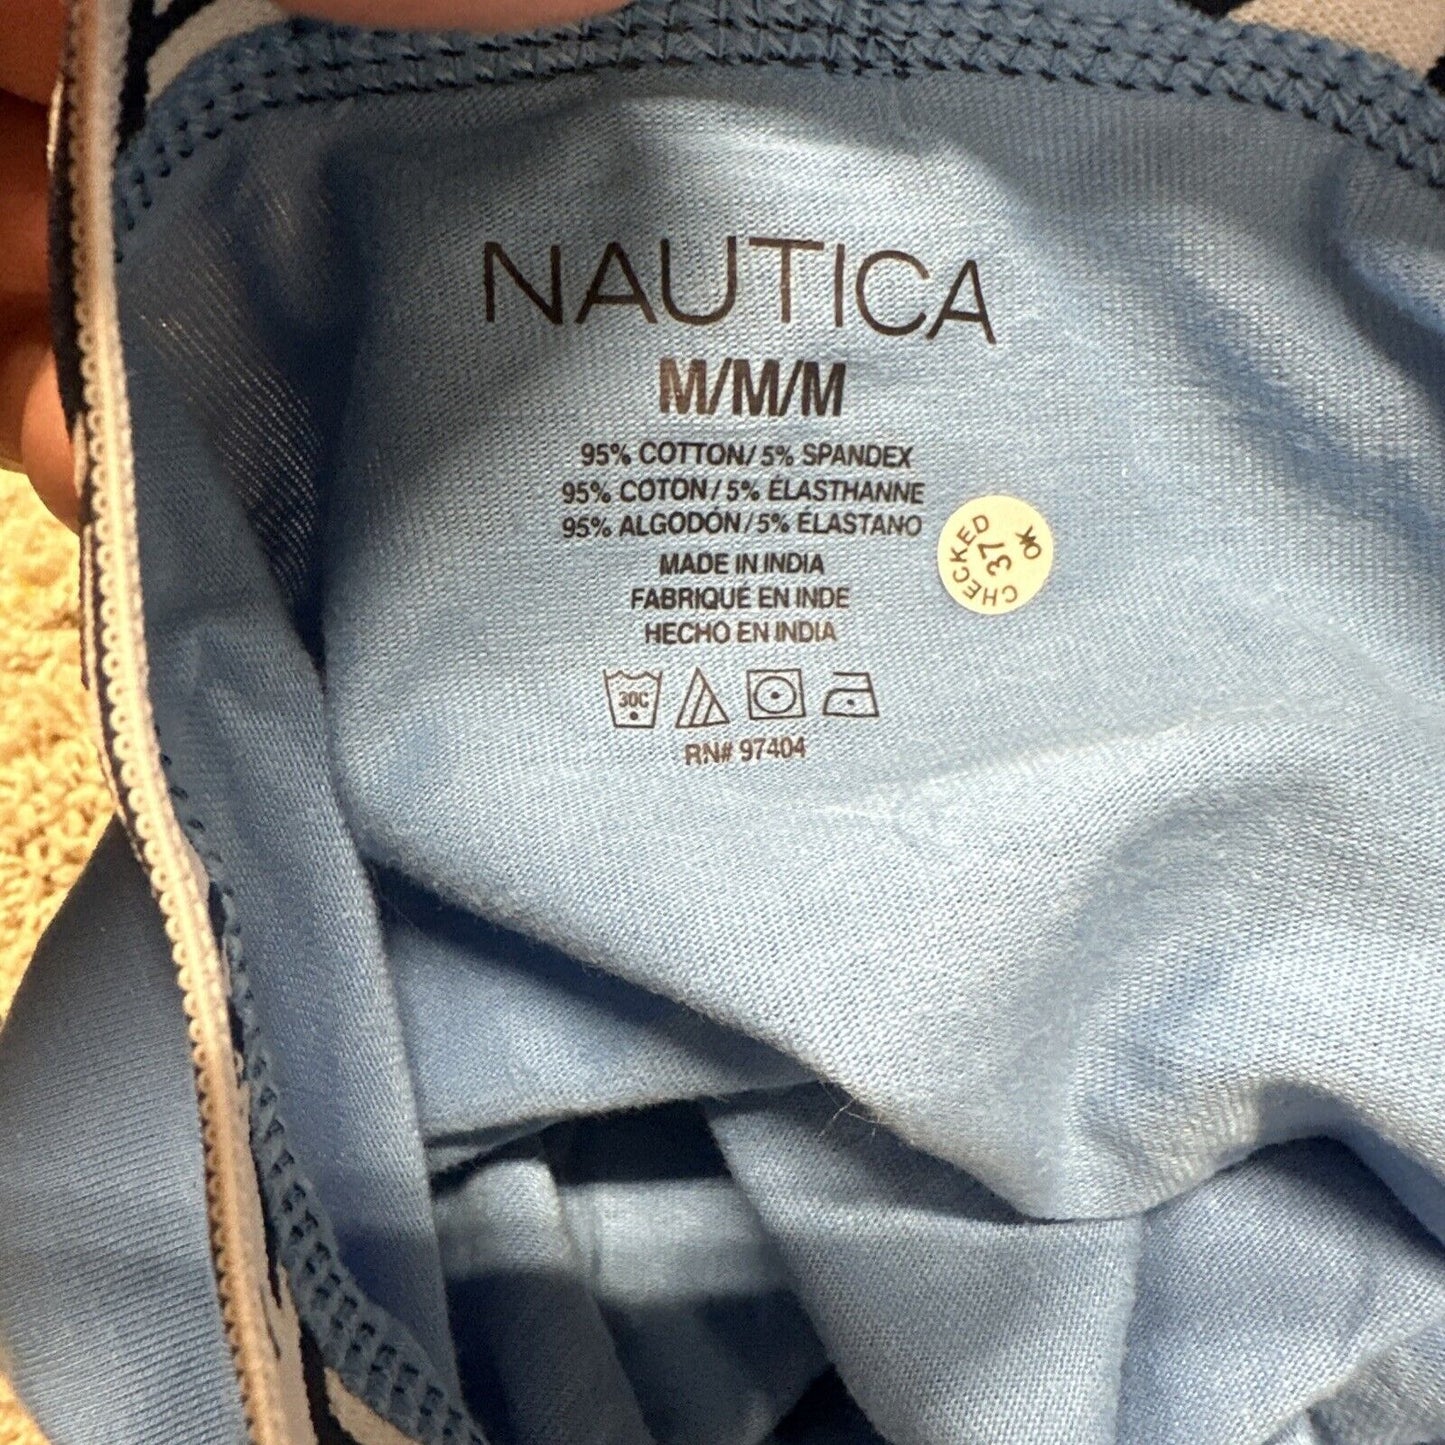 NAUTICA
M/M/M
95% COTTON/5% SPANDEX
95% COTON/5% ÉLASTHANNE
95% ALGODÓN/5% ÉLASTANO
MADE IN INDIA
FABRIQUÉ EN INDE
HECHO EN INDIA
30C
RN# 97404
CHECKED
37
OK